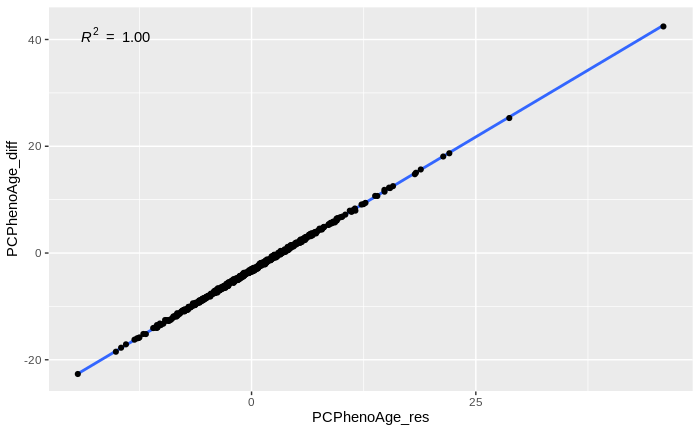 R² = 1.00
40
20
0
-20
PCPhenoAge_diff
0
25
PCPhenoAge_res